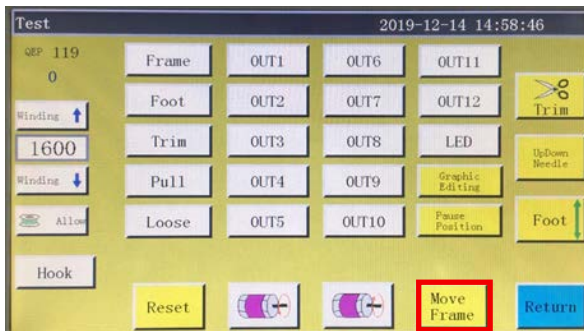 Test 2019-12-14 14:58:46
QEP 119
0
Winding
1600
Winding
Allow
Hook
Frame OUT1 OUT6 OUT11
Foot OUT2 OUT7 OUT12
Trim OUT3 OUT8 LED
Pull OUT4 OUT9 Graphic
Editing
Loose OUT5 OUT10 Pause
Position
Trim
UpDown
Needle
Foot
Reset
Move
Frame
Return